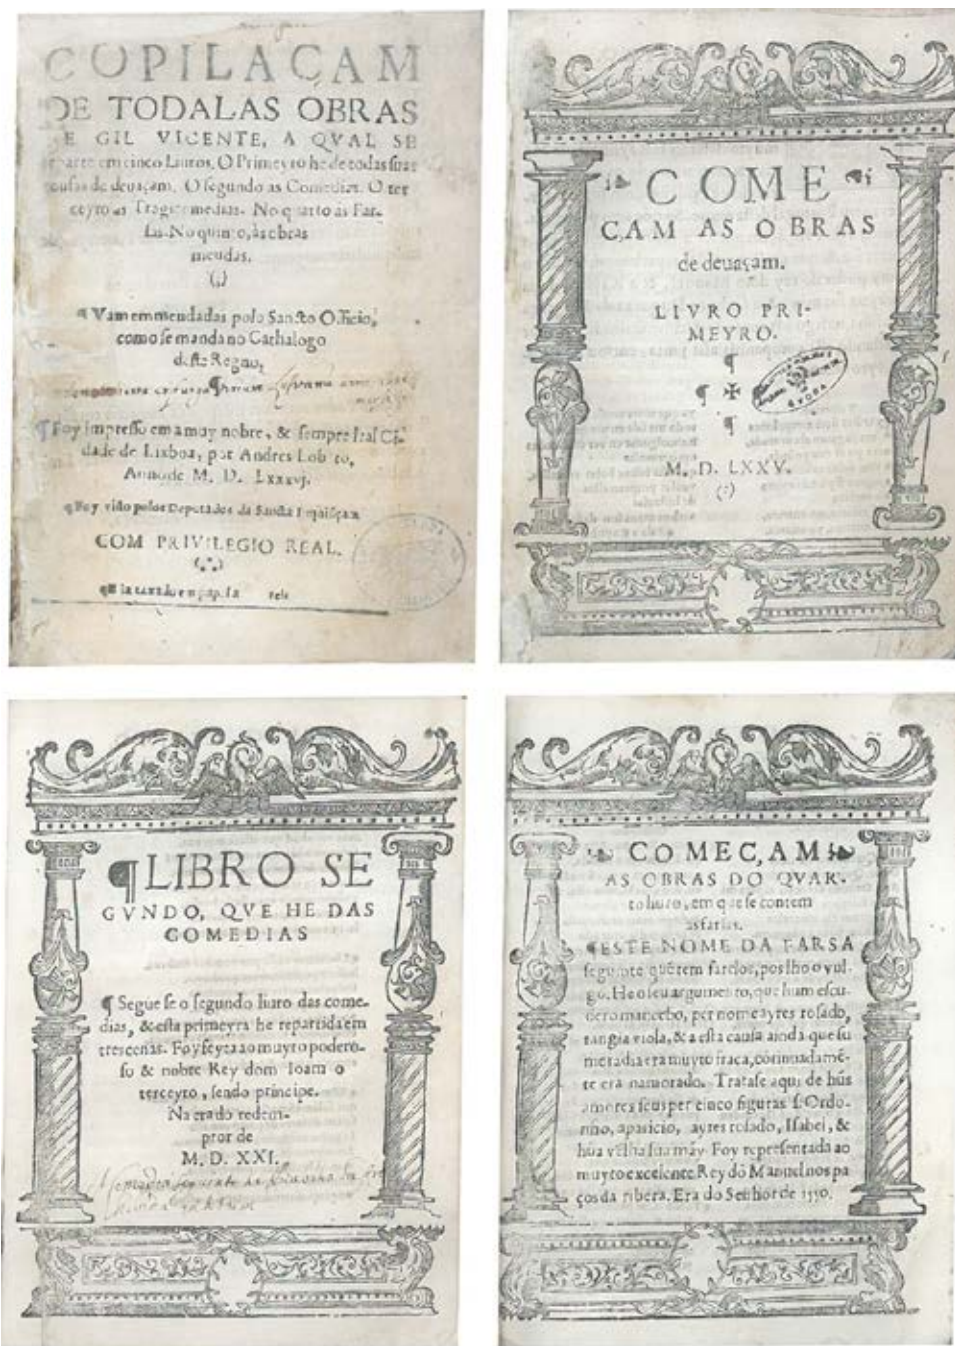 COPILAÇAM
DE TODALAS OBRAS
DE GIL VICENTE, A QVAL SE
em cinco Liuros. O Primeyro he de todas suas
cousas de deuaçam. O segundo as Comedias. O ter
ceyro as Tragicomedias. No quarto as Far-
sas. No quinto, as obras
meudas.
(,)
¶ Vam emmendadas polo Sancto Officio,
como se manda no Cathalogo
deste Regno,
¶
¶ Foy impresso em a muy nobre, & sempre leal Ci-
dade de Lixboa, por Andres Lobato,
Anno de M. D. Lxxxvj.
¶ Foy visto polos Deputados da Sancta Inquisiçam
COM PRIVILEGIO REAL.
COME
ÇAM AS OBRAS
de deuaçam.
LIVRO PRI-
MEYRO.
¶
¶ ✠
¶
M. D. LXXXV.
(:)
¶ LIBRO SE
GVNDO, QVE HE DAS
COMEDIAS
¶ Segue se o segundo liuro das come-
dias, & esta primeyra he repartida em
tres cenas. Foy feyta ao muyto podero-
so & nobre Rey dom Ioam o
terceyro, sendo principe.
Na era do redem-
ptor de
M. D. XXI.
COMEÇAM
AS OBRAS DO QVAR-
to liuro, em que se contem
as farsas.
¶ ESTE NOME DA FARSA
seguinte quẽ tem farelos, pos lho o vul-
go. He o seu argumento, que hum escu-
dero mancebo, per nome ayres rosado,
tangia viola, & a esta causa ainda que su
moradia era muyto fraca, cõtinuadamẽ-
te era namorado. Tratase aqui de hũs
amores seus per cinco figuras s. Ordo-
nho, aparicio, ayres rosado, Isabel, &
hũa velha sua mãy. Foy representada ao
muyto excelente Rey dõ Manuel nos pa
ços da ribera. Era do Senhor de 1550.